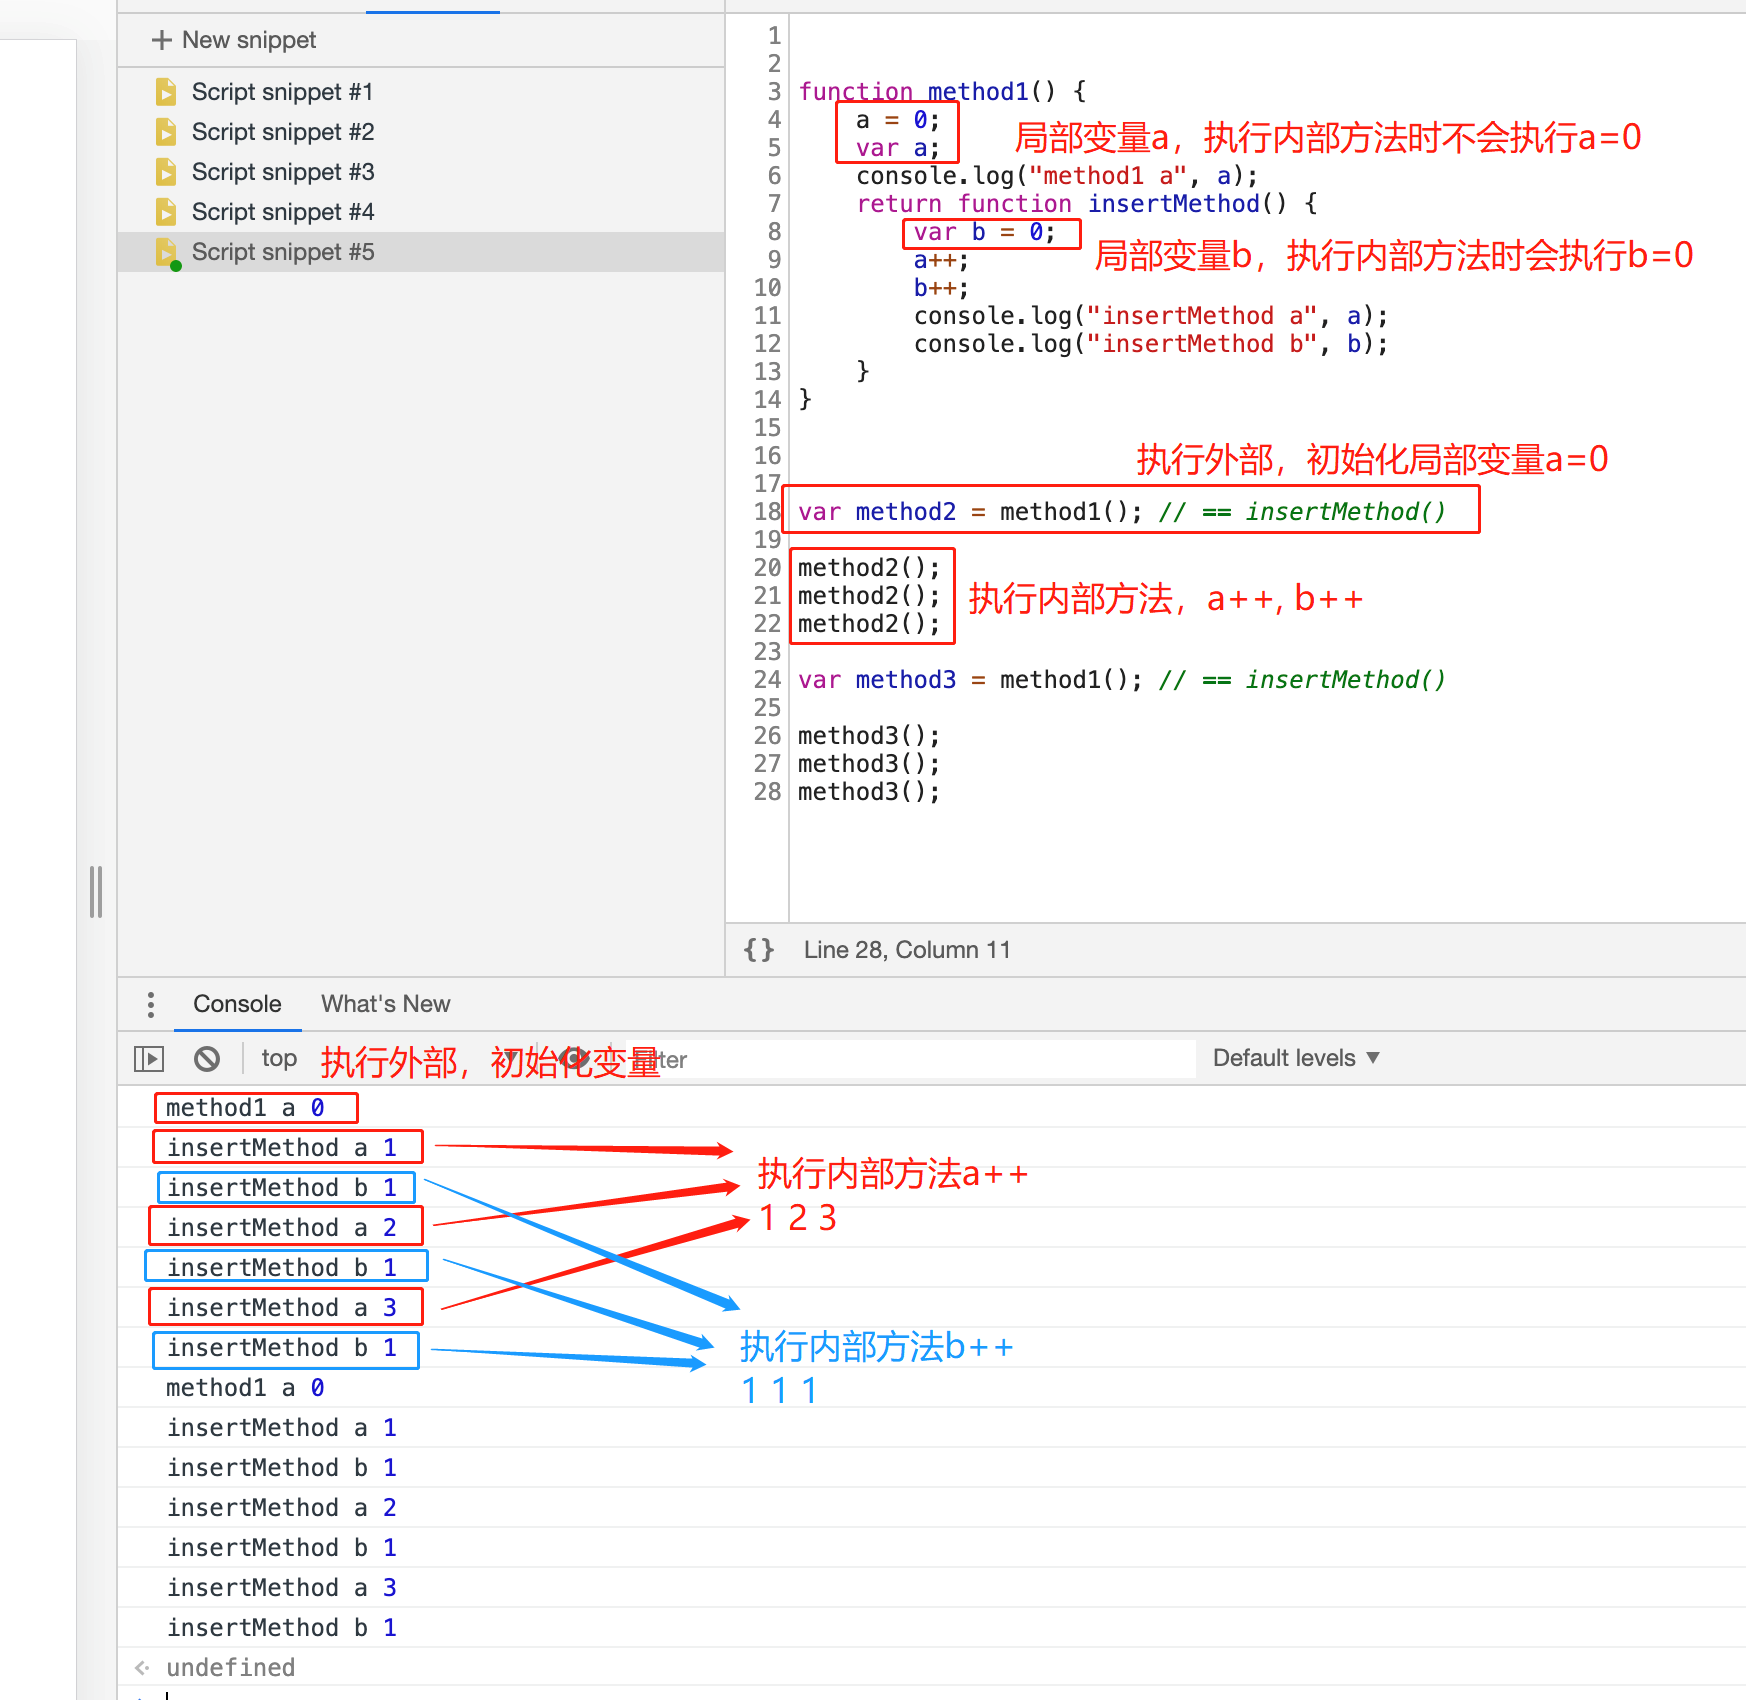 New snippet
Script snippet #1
Script snippet #2
Script snippet #3
Script snippet #4
Script snippet #5
1
2
3 function method1() {
4 a = 0;
5 var a;
局部变量a，执行内部方法时不会执行a=0
6 console.log("method1 a", a);
7 return function insertMethod() {
8 var b = 0;
局部变量b，执行内部方法时会执行b=0
9 a++;
10 b++;
11 console.log("insertMethod a", a);
12 console.log("insertMethod b", b);
13 }
14 }
15
16
执行外部，初始化局部变量a=0
17
18 var method2 = method1(); // == insertMethod()
19
20 method2();
21 method2();
执行内部方法，a++, b++
22 method2();
23
24 var method3 = method1(); // == insertMethod()
25
26 method3();
27 method3();
28 method3();
{} Line 28, Column 11
Console What's New
top 执行外部，初始化变量 Default levels ▼
method1 a 0
insertMethod a 1
执行内部方法a++
insertMethod b 1
1 2 3
insertMethod a 2
insertMethod b 1
insertMethod a 3
insertMethod b 1
执行内部方法b++
1 1 1
method1 a 0
insertMethod a 1
insertMethod b 1
insertMethod a 2
insertMethod b 1
insertMethod a 3
insertMethod b 1
undefined